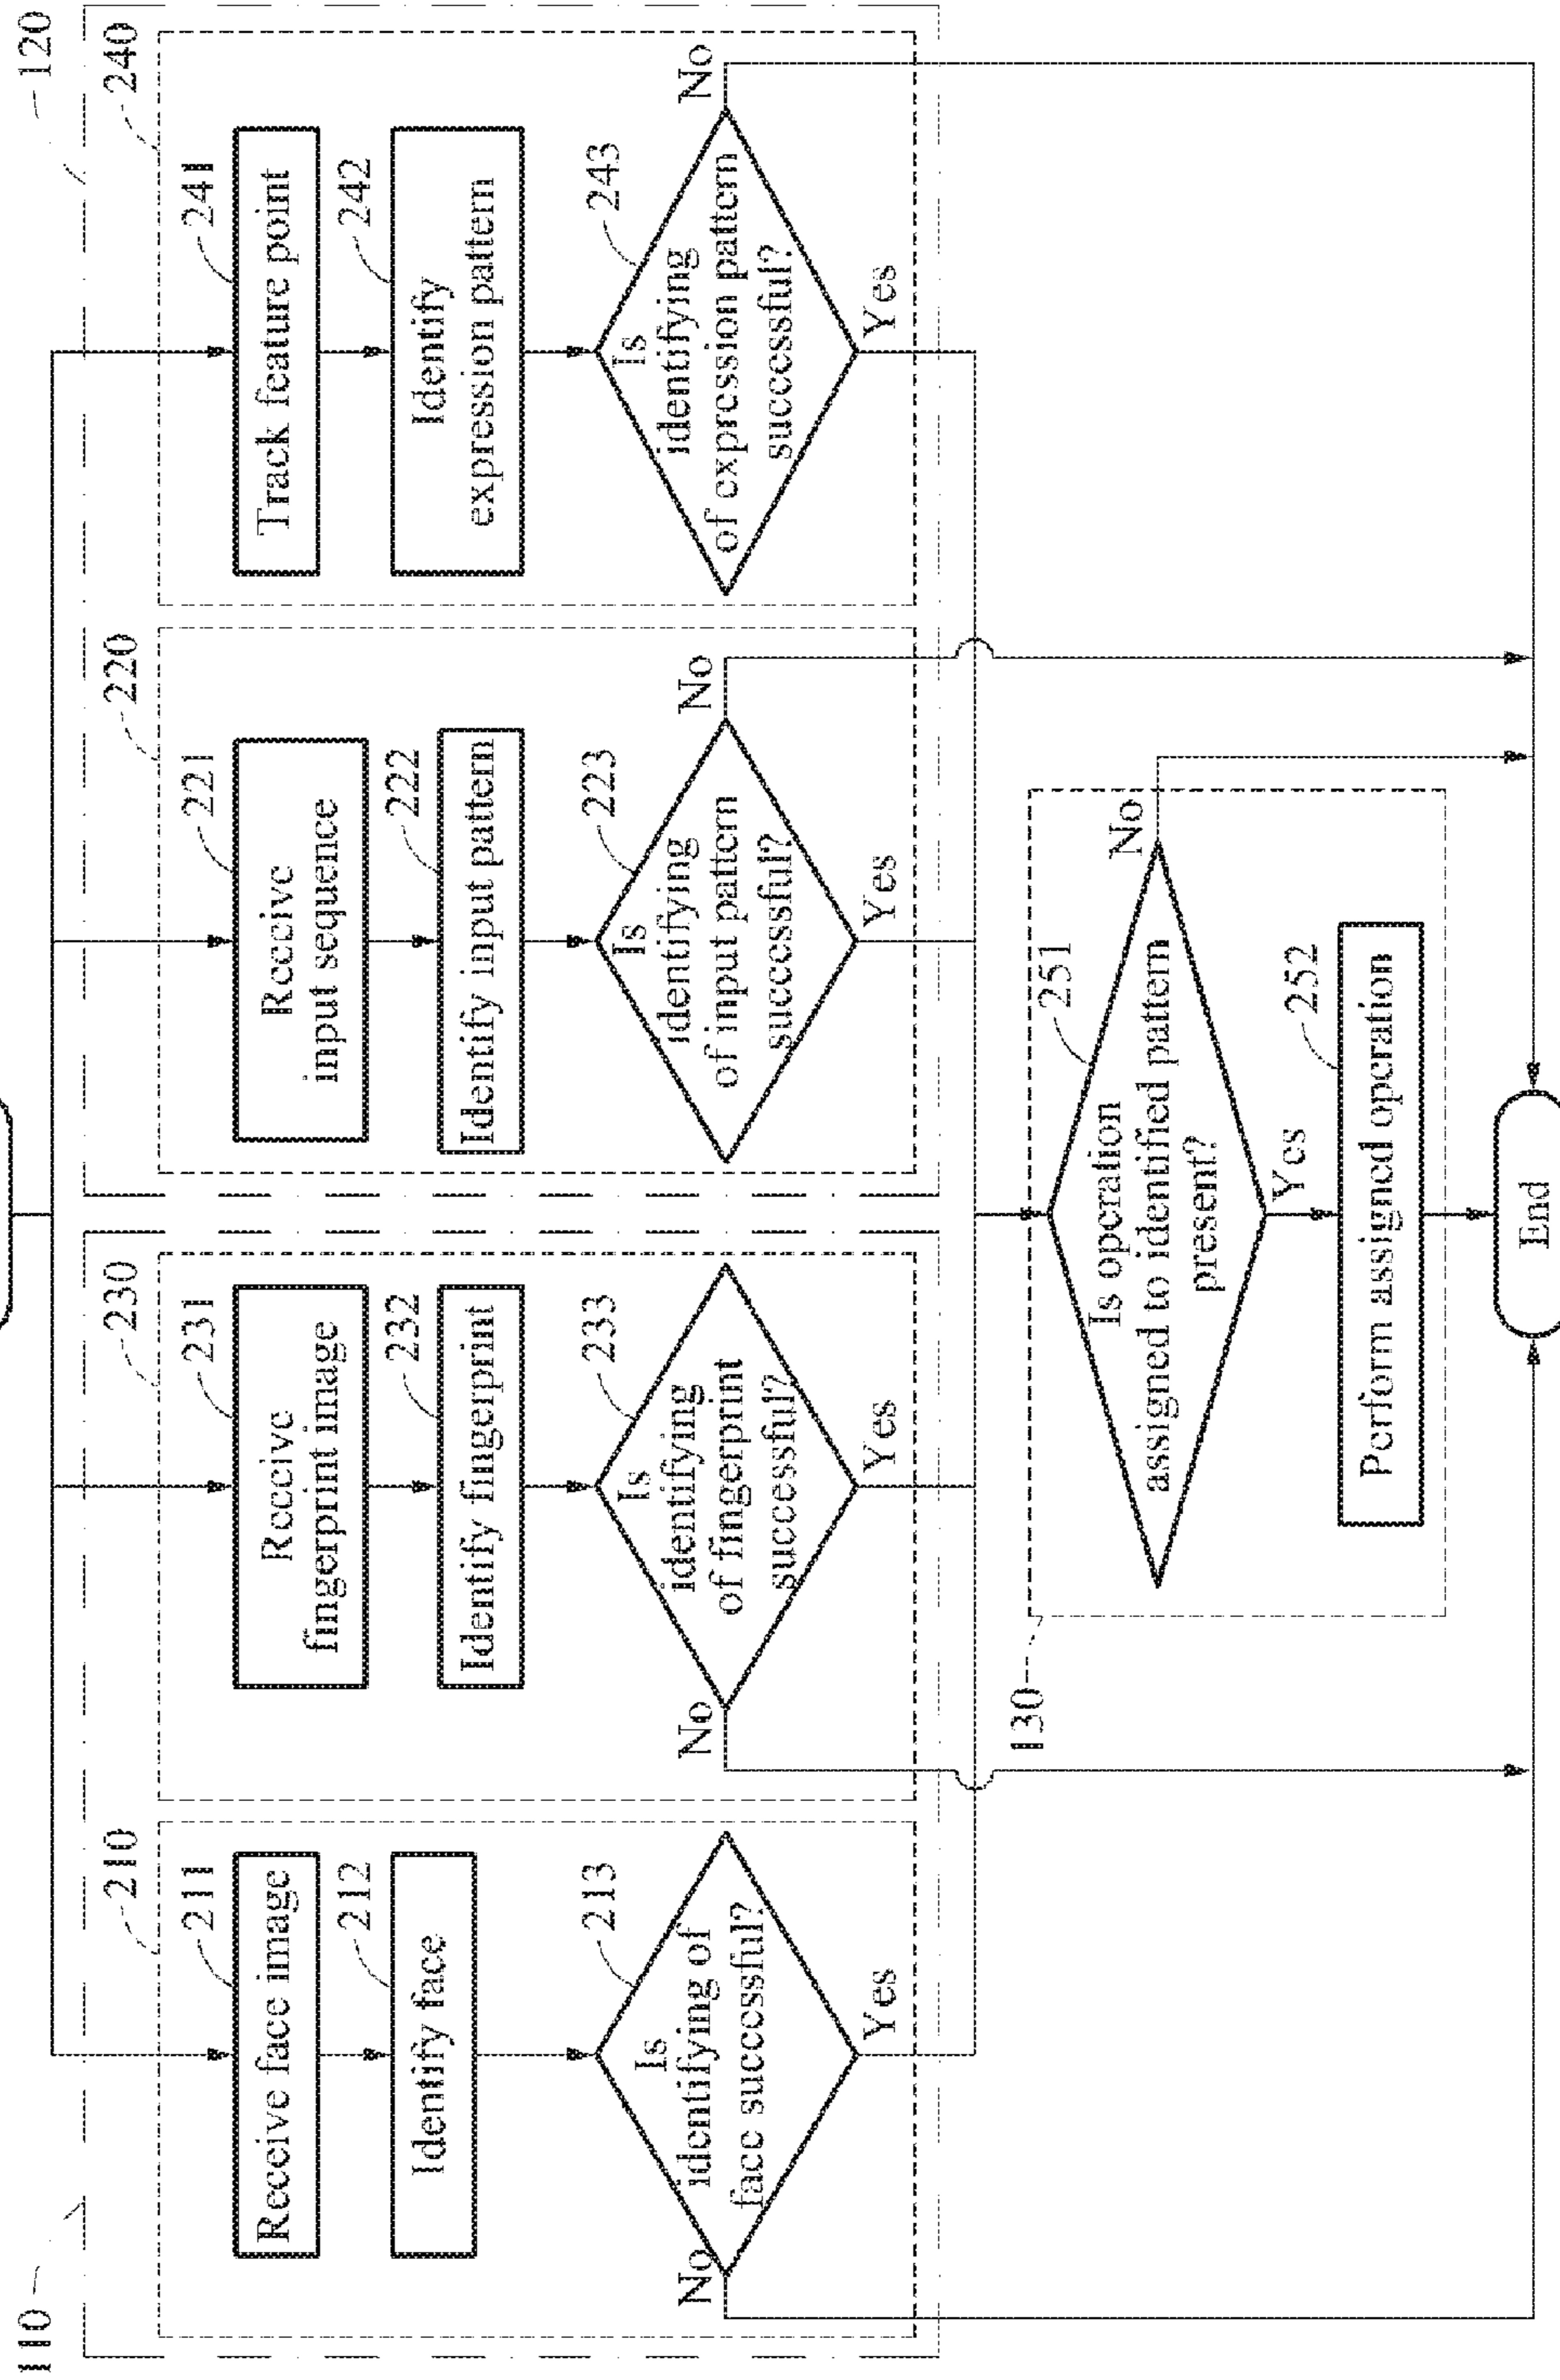 110
120
210
230
220
240
211
Receive face image
231
Receive
fingerprint image
221
Receive
input sequence
241
Track feature point
212
Identify face
232
Identify fingerprint
222
Identify input pattern
242
Identify
expression pattern
213
Is
identifying of
face successful?
No
Yes
233
Is
identifying
of fingerprint
successful?
No
Yes
223
Is
identifying
of input pattern
successful?
No
Yes
243
Is
identifying
of expression pattern
successful?
No
Yes
130
251
Is operation
assigned to identified pattern
present?
No
Yes
252
Perform assigned operation
End